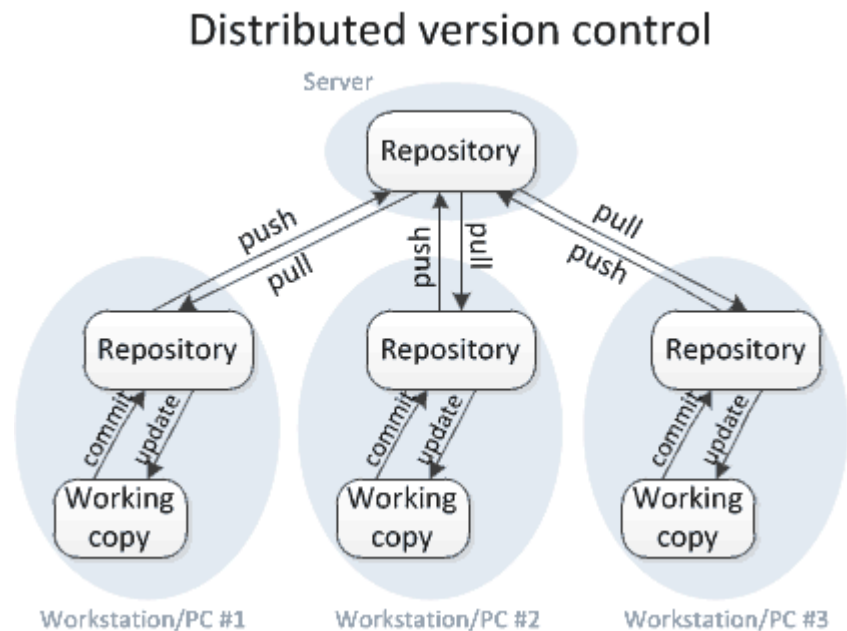 Distributed version control
Server
Repository
push
pull
push
pull
pull
push
Repository
Repository
Repository
commit
update
commit
update
commit
update
Working
copy
Working
copy
Working
copy
Workstation/PC #1
Workstation/PC #2
Workstation/PC #3